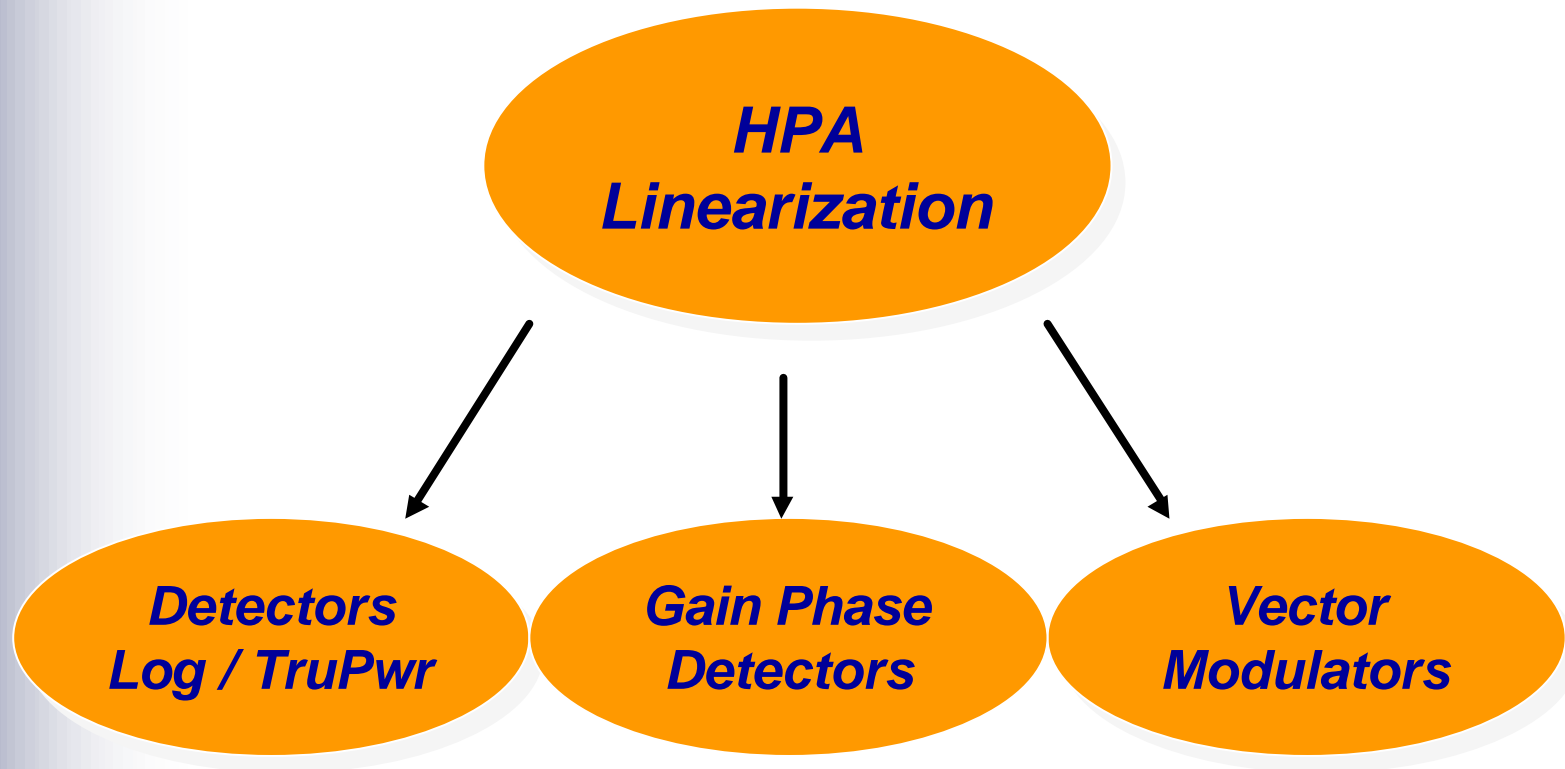 HPA
Linearization
Detectors
Log / TruPwr
Gain Phase
Detectors
Vector
Modulators